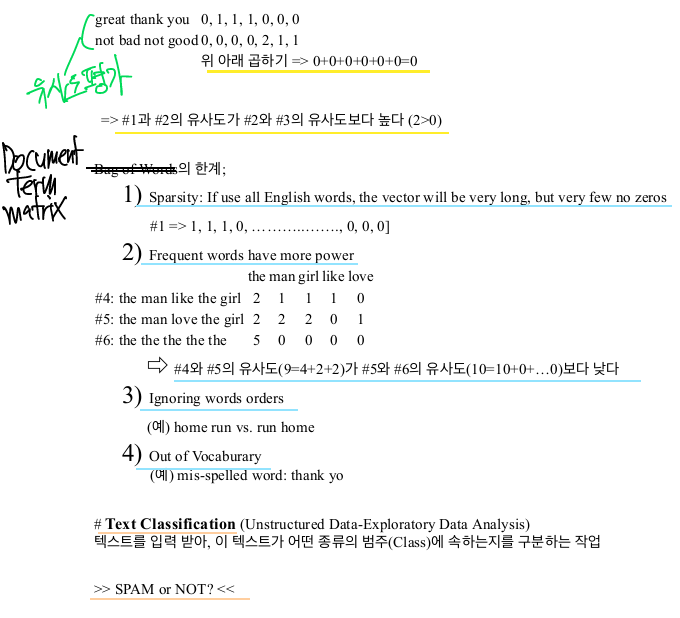 great thank you 0, 1, 1, 1, 0, 0, 0
not bad not good 0, 0, 0, 0, 2, 1, 1
위 아래 곱하기 => 0+0+0+0+0+0=0
유사도평가
=> #1과 #2의 유사도가 #2와 #3의 유사도보다 높다 (2>0)
Document Term matrix
Bag of Words의 한계;
1) Sparsity: If use all English words, the vector will be very long, but very few no zeros
#1 => 1, 1, 1, 0, ……………….., 0, 0, 0]
2) Frequent words have more power
the man girl like love
#4: the man like the girl 2 1 1 1 0
#5: the man love the girl 2 2 2 0 1
#6: the the the the the 5 0 0 0 0
⇨ #4와 #5의 유사도(9=4+2+2)가 #5와 #6의 유사도(10=10+0+…0)보다 낮다
3) Ignoring words orders
(예) home run vs. run home
4) Out of Vocaburary
(예) mis-spelled word: thank yo
# Text Classification (Unstructured Data-Exploratory Data Analysis)
텍스트를 입력 받아, 이 텍스트가 어떤 종류의 범주(Class)에 속하는지를 구분하는 작업
>> SPAM or NOT? <<